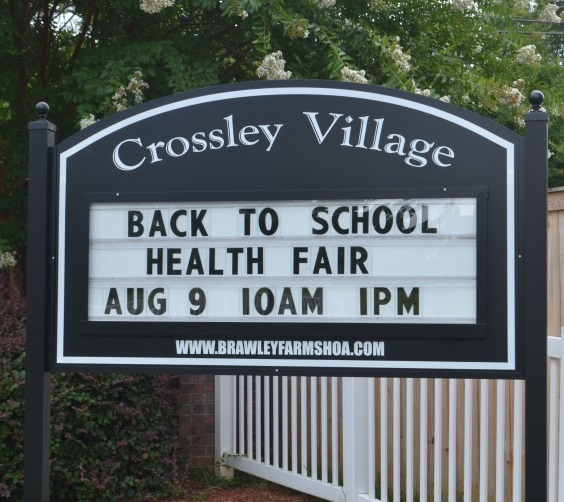 Crossley Village
BACK TO SCHOOL
HEALTH FAIR
AUG 9 10AM 1PM
WWW.BRAWLEYFARMSHOA.COM